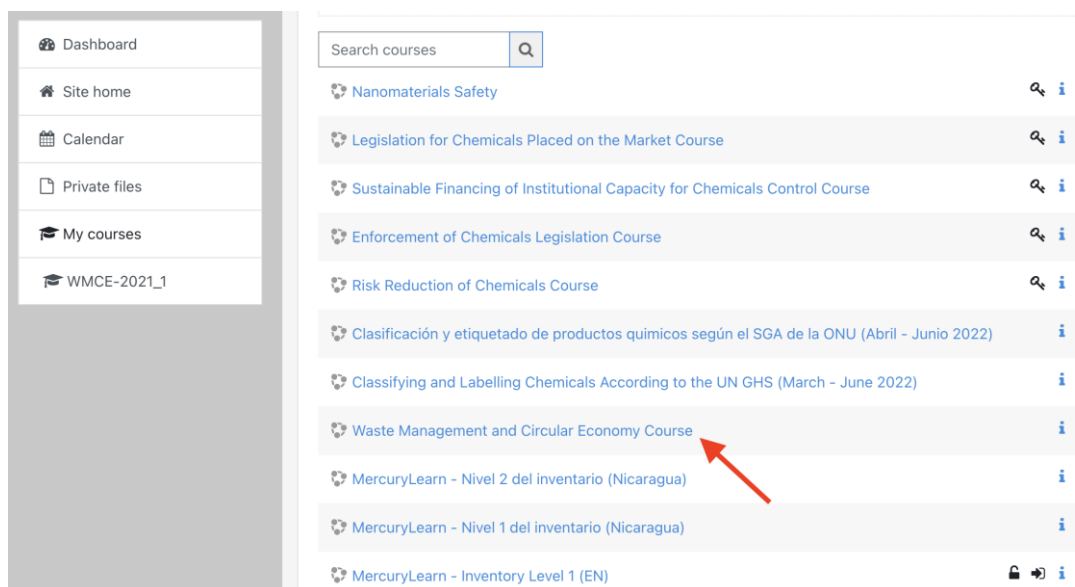 Dashboard
Site home
Calendar
Private files
My courses
WMCE-2021_1
Search courses
Nanomaterials Safety
Legislation for Chemicals Placed on the Market Course
Sustainable Financing of Institutional Capacity for Chemicals Control Course
Enforcement of Chemicals Legislation Course
Risk Reduction of Chemicals Course
Clasificación y etiquetado de productos quimicos según el SGA de la ONU (Abril - Junio 2022)
Classifying and Labelling Chemicals According to the UN GHS (March - June 2022)
Waste Management and Circular Economy Course
MercuryLearn - Nivel 2 del inventario (Nicaragua)
MercuryLearn - Nivel 1 del inventario (Nicaragua)
MercuryLearn - Inventory Level 1 (EN)